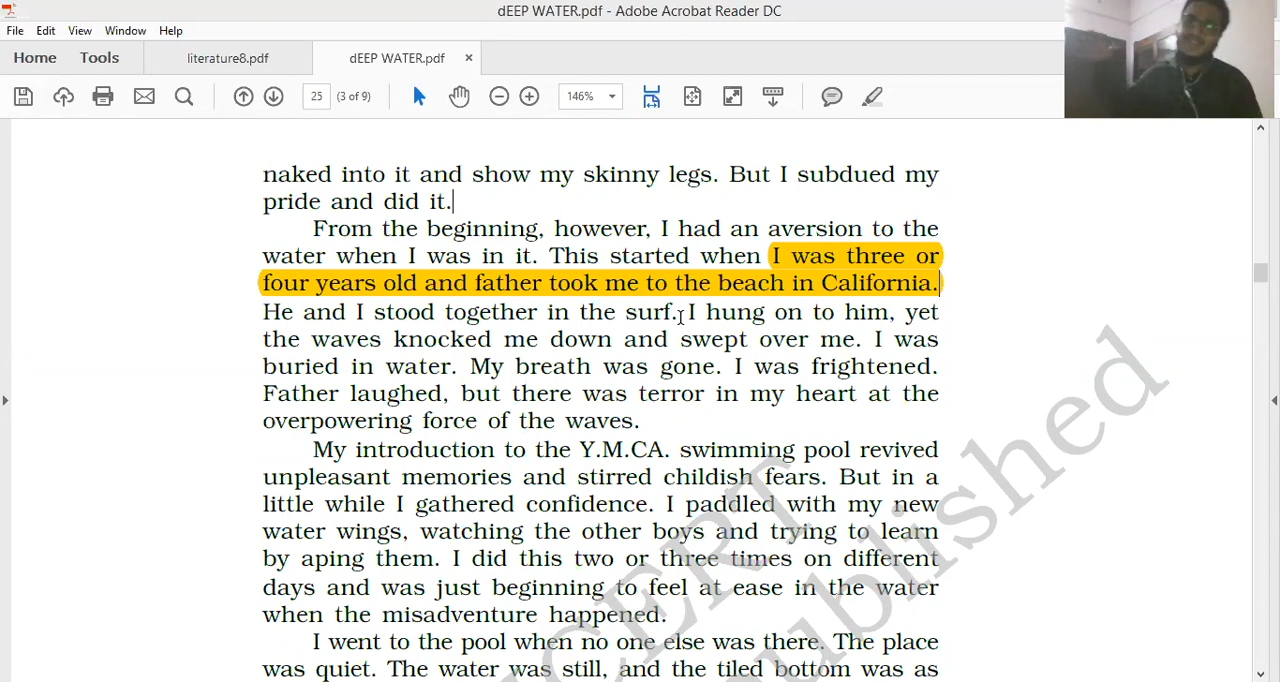 dEEP WATER.pdf - Adobe Acrobat Reader DC
File Edit View Window Help
Home Tools literature8.pdf dEEP WATER.pdf ×
25 (3 of 9) 146%
naked into it and show my skinny legs. But I subdued my
pride and did it.
From the beginning, however, I had an aversion to the
water when I was in it. This started when I was three or
four years old and father took me to the beach in California.
He and I stood together in the surf. I hung on to him, yet
the waves knocked me down and swept over me. I was
buried in water. My breath was gone. I was frightened.
Father laughed, but there was terror in my heart at the
overpowering force of the waves.
My introduction to the Y.M.CA. swimming pool revived
unpleasant memories and stirred childish fears. But in a
little while I gathered confidence. I paddled with my new
water wings, watching the other boys and trying to learn
by aping them. I did this two or three times on different
days and was just beginning to feel at ease in the water
when the misadventure happened.
I went to the pool when no one else was there. The place
was quiet. The water was still, and the tiled bottom was as
NCERT
published